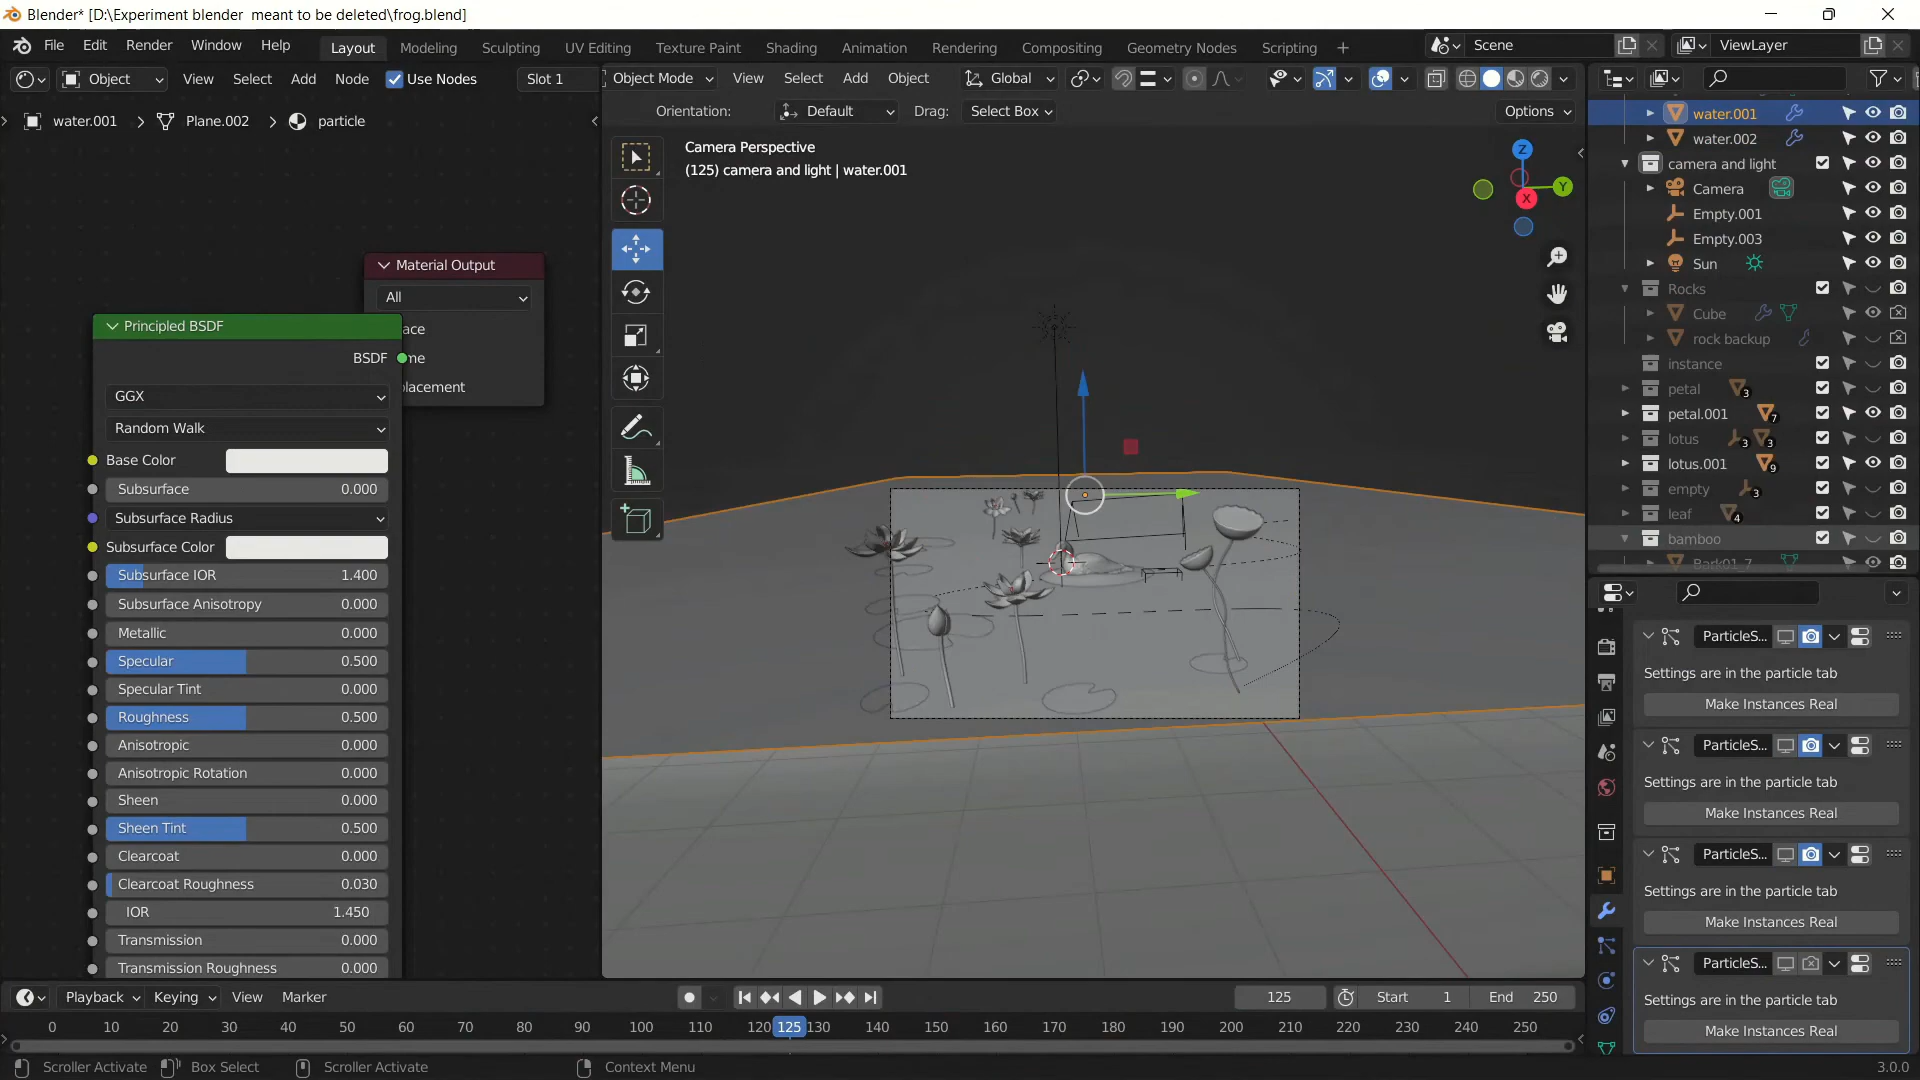 Blender* [D:\Experiment blender  meant to be deleted\frog.blend]
File Edit Render Window Help
Layout Modeling Sculpting UV Editing Texture Paint Shading Animation Rendering Compositing Geometry Nodes Scripting +
Scene
ViewLayer
Object View Select Add Node Use Nodes Slot 1
Object Mode View Select Add Object Global
Orientation: Default Drag: Select Box
Options
water.001 > Plane.002 > particle
Camera Perspective
(125) camera and light | water.001
Z
Y
X
Material Output
All
Principled BSDF
BSDF
GGX
Random Walk
Base Color
Subsurface 0.000
Subsurface Radius
Subsurface Color
Subsurface IOR 1.400
Subsurface Anisotropy 0.000
Metallic 0.000
Specular 0.500
Specular Tint 0.000
Roughness 0.500
Anisotropic 0.000
Anisotropic Rotation 0.000
Sheen 0.000
Sheen Tint 0.500
Clearcoat 0.000
Clearcoat Roughness 0.030
IOR 1.450
Transmission 0.000
Transmission Roughness 0.000
water.001
water.002
camera and light
Camera
Empty.001
Empty.003
Sun
Rocks
Cube
rock backup
instance
petal 3
petal.001 7
lotus 3 3
lotus.001 9
empty 3
leaf 4
bamboo
ParticleS...
Settings are in the particle tab
Make Instances Real
ParticleS...
Settings are in the particle tab
Make Instances Real
ParticleS...
Settings are in the particle tab
Make Instances Real
ParticleS...
Settings are in the particle tab
Make Instances Real
Playback Keying View Marker
125 Start 1 End 250
0 10 20 30 40 50 60 70 80 90 100 110 120 125 130 140 150 160 170 180 190 200 210 220 230 240 250
Scroller Activate Box Select Scroller Activate Context Menu 3.0.0